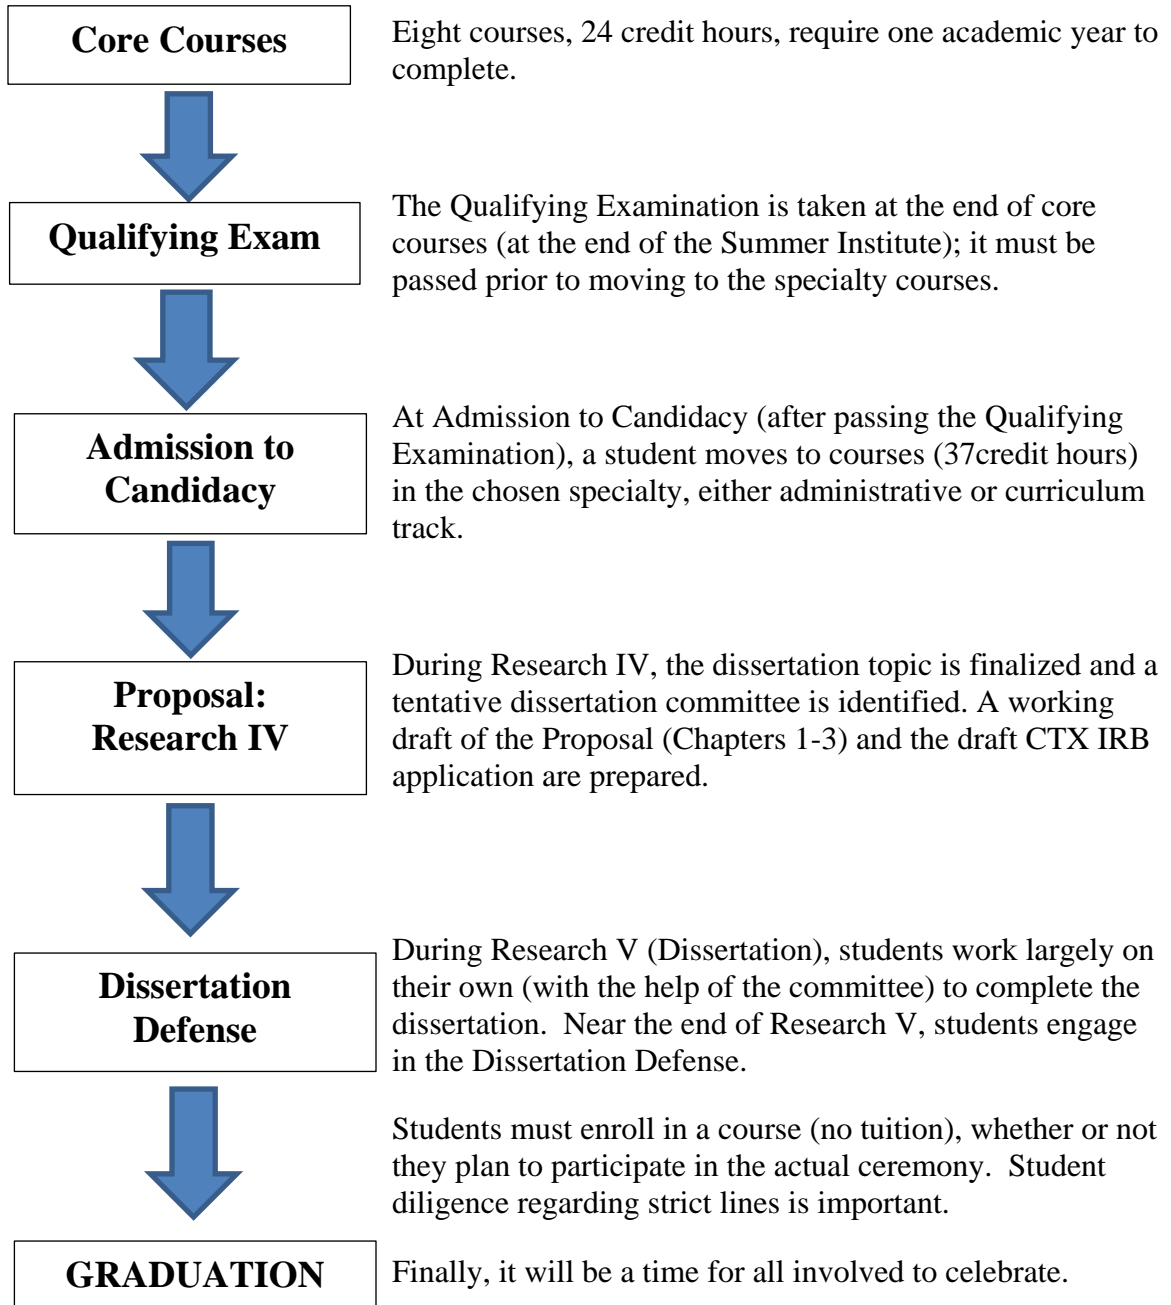 Core Courses
Eight courses, 24 credit hours, require one academic year to
complete.
Qualifying Exam
The Qualifying Examination is taken at the end of core
courses (at the end of the Summer Institute); it must be
passed prior to moving to the specialty courses.
Admission to
Candidacy
At Admission to Candidacy (after passing the Qualifying
Examination), a student moves to courses (37credit hours)
in the chosen specialty, either administrative or curriculum
track.
Proposal:
Research IV
During Research IV, the dissertation topic is finalized and a
tentative dissertation committee is identified. A working
draft of the Proposal (Chapters 1-3) and the draft CTX IRB
application are prepared.
Dissertation
Defense
During Research V (Dissertation), students work largely on
their own (with the help of the committee) to complete the
dissertation.  Near the end of Research V, students engage
in the Dissertation Defense.
Students must enroll in a course (no tuition), whether or not
they plan to participate in the actual ceremony.  Student
diligence regarding strict lines is important.
GRADUATION
Finally, it will be a time for all involved to celebrate.